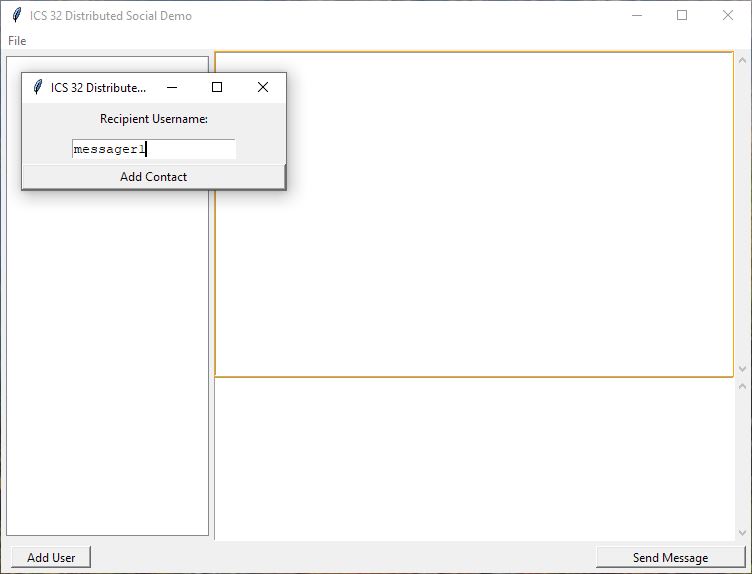 ICS 32 Distributed Social Demo
File
ICS 32 Distribute...
Recipient Username:
messager1
Add Contact
Add User
Send Message